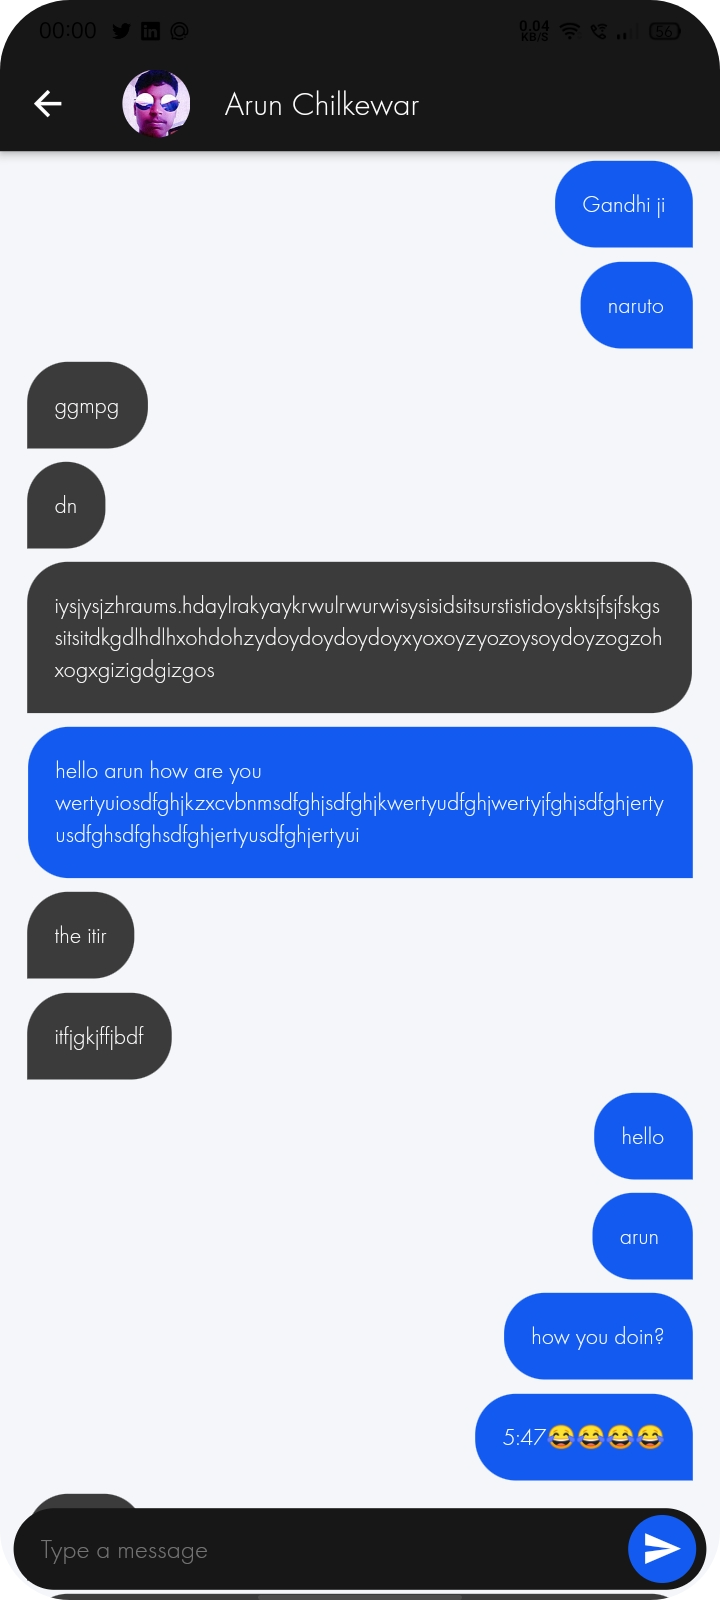 00:00
0.04
KB/S
56
Arun Chilkewar
Gandhi ji
naruto
ggmpg
dn
iysjysjzhraums.hdaylrakyaykrwulrwurwisysisidsitsurstistidoysktsjfsjfskgs
sitsitdkgdlhdlhxohdohzydoydoydoydoyxyoxoyzyozoysoydoyzogzoh
xogxgizigdgizgos
hello arun how are you
wertyuiosdfghjkzxcvbnmsdfghjsdfghjkwertyudfghjwertyjfghjsdfghjerty
usdfghsdfghsdfghjertyusdfghjertyui
the itir
itfjgkjffjbdf
hello
arun
how you doin?
5:47😂😂😂😂
Type a message